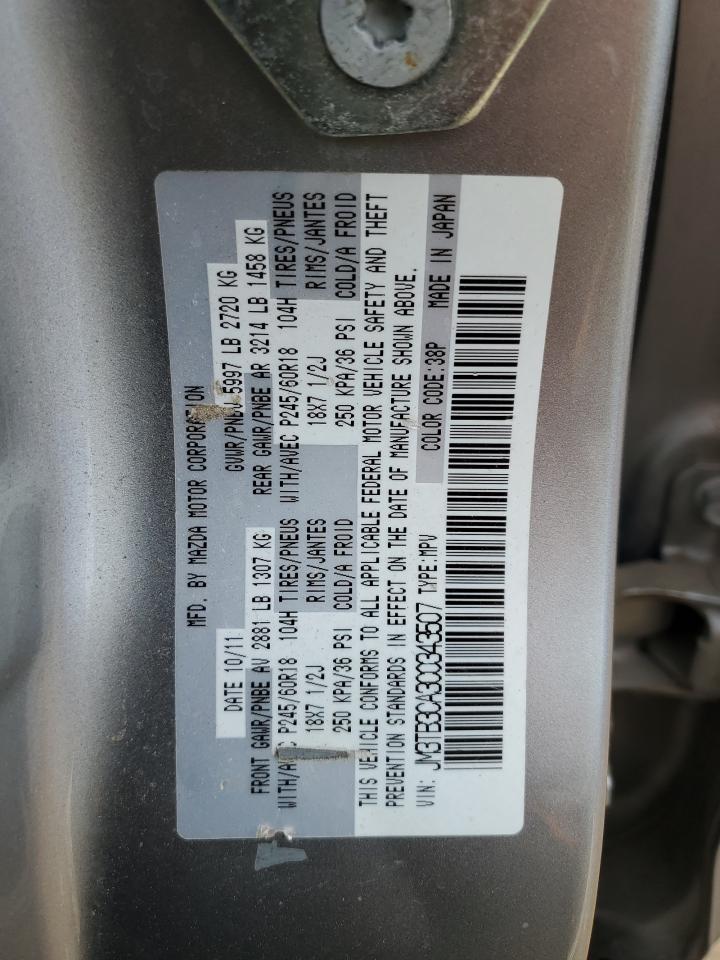 MFD. BY MAZDA MOTOR CORPORATION
DATE 10/11 GVWR/PNBV 5997 LB 2720 KG
FRONT GAWR/PNBE AV 2881 LB 1307 KG REAR GAWR/PNBE AR 3214 LB 1458 KG
WITH/AVEC P245/60R18 104H TIRES/PNEUS WITH/AVEC P245/60R18 104H TIRES/PNEUS
18X7 1/2J RIMS/JANTES 18X7 1/2J RIMS/JANTES
250 KPA/36 PSI COLD/A FROID 250 KPA/36 PSI COLD/A FROID
THIS VEHICLE CONFORMS TO ALL APPLICABLE FEDERAL MOTOR VEHICLE SAFETY AND THEFT
PREVENTION STANDARDS IN EFFECT ON THE DATE OF MANUFACTURE SHOWN ABOVE.
VIN: JM3TB3CA3C0343507 TYPE:MPV COLOR CODE:38P MADE IN JAPAN